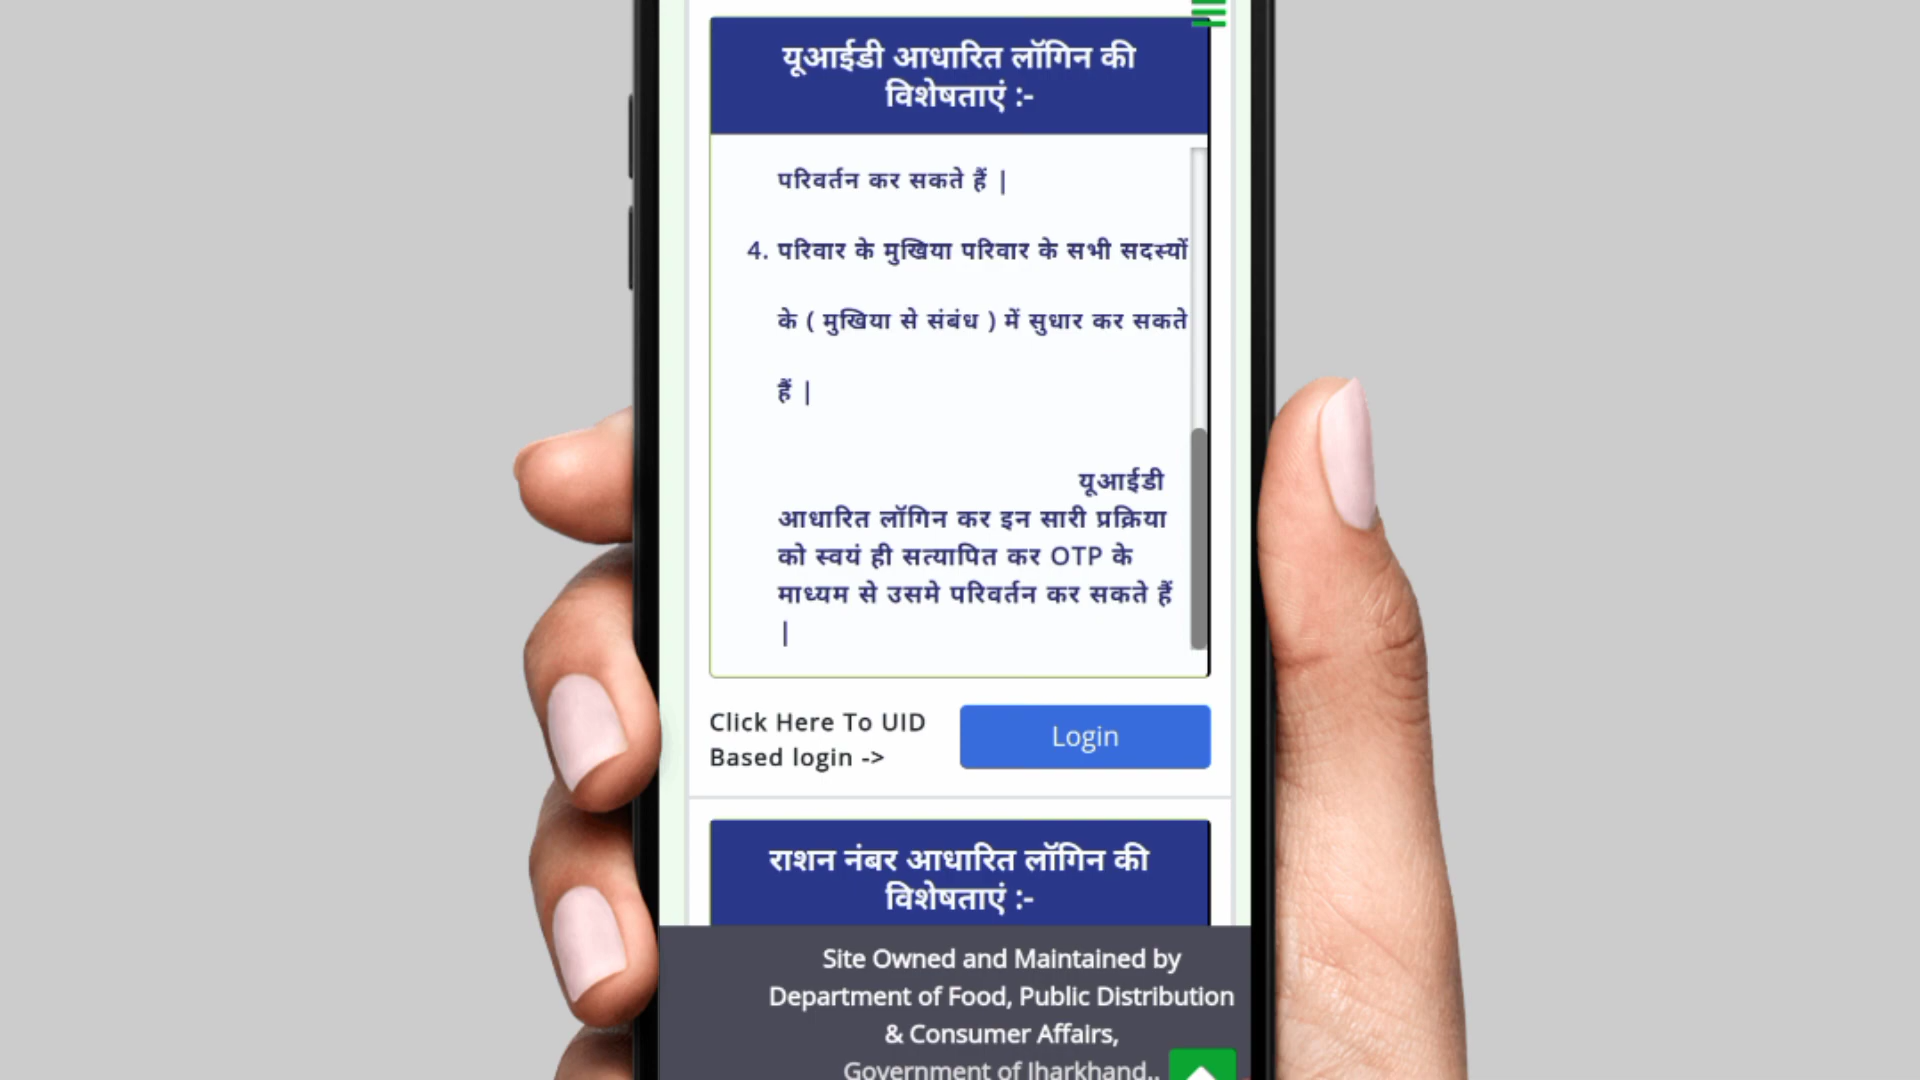 यूआईडी आधारित लॉगिन की
विशेषताएं :-
परिवर्तन कर सकते हैं |
4. परिवार के मुखिया परिवार के सभी सदस्यों
के ( मुखिया से संबंध ) में सुधार कर सकते
हैं |
यूआईडी
आधारित लॉगिन कर इन सारी प्रक्रिया
को स्वयं ही सत्यापित कर OTP के
माध्यम से उसमे परिवर्तन कर सकते हैं
|
Click Here To UID
Based login ->
Login
राशन नंबर आधारित लॉगिन की
विशेषताएं :-
Site Owned and Maintained by
Department of Food, Public Distribution
& Consumer Affairs,
Government of Jharkhand..